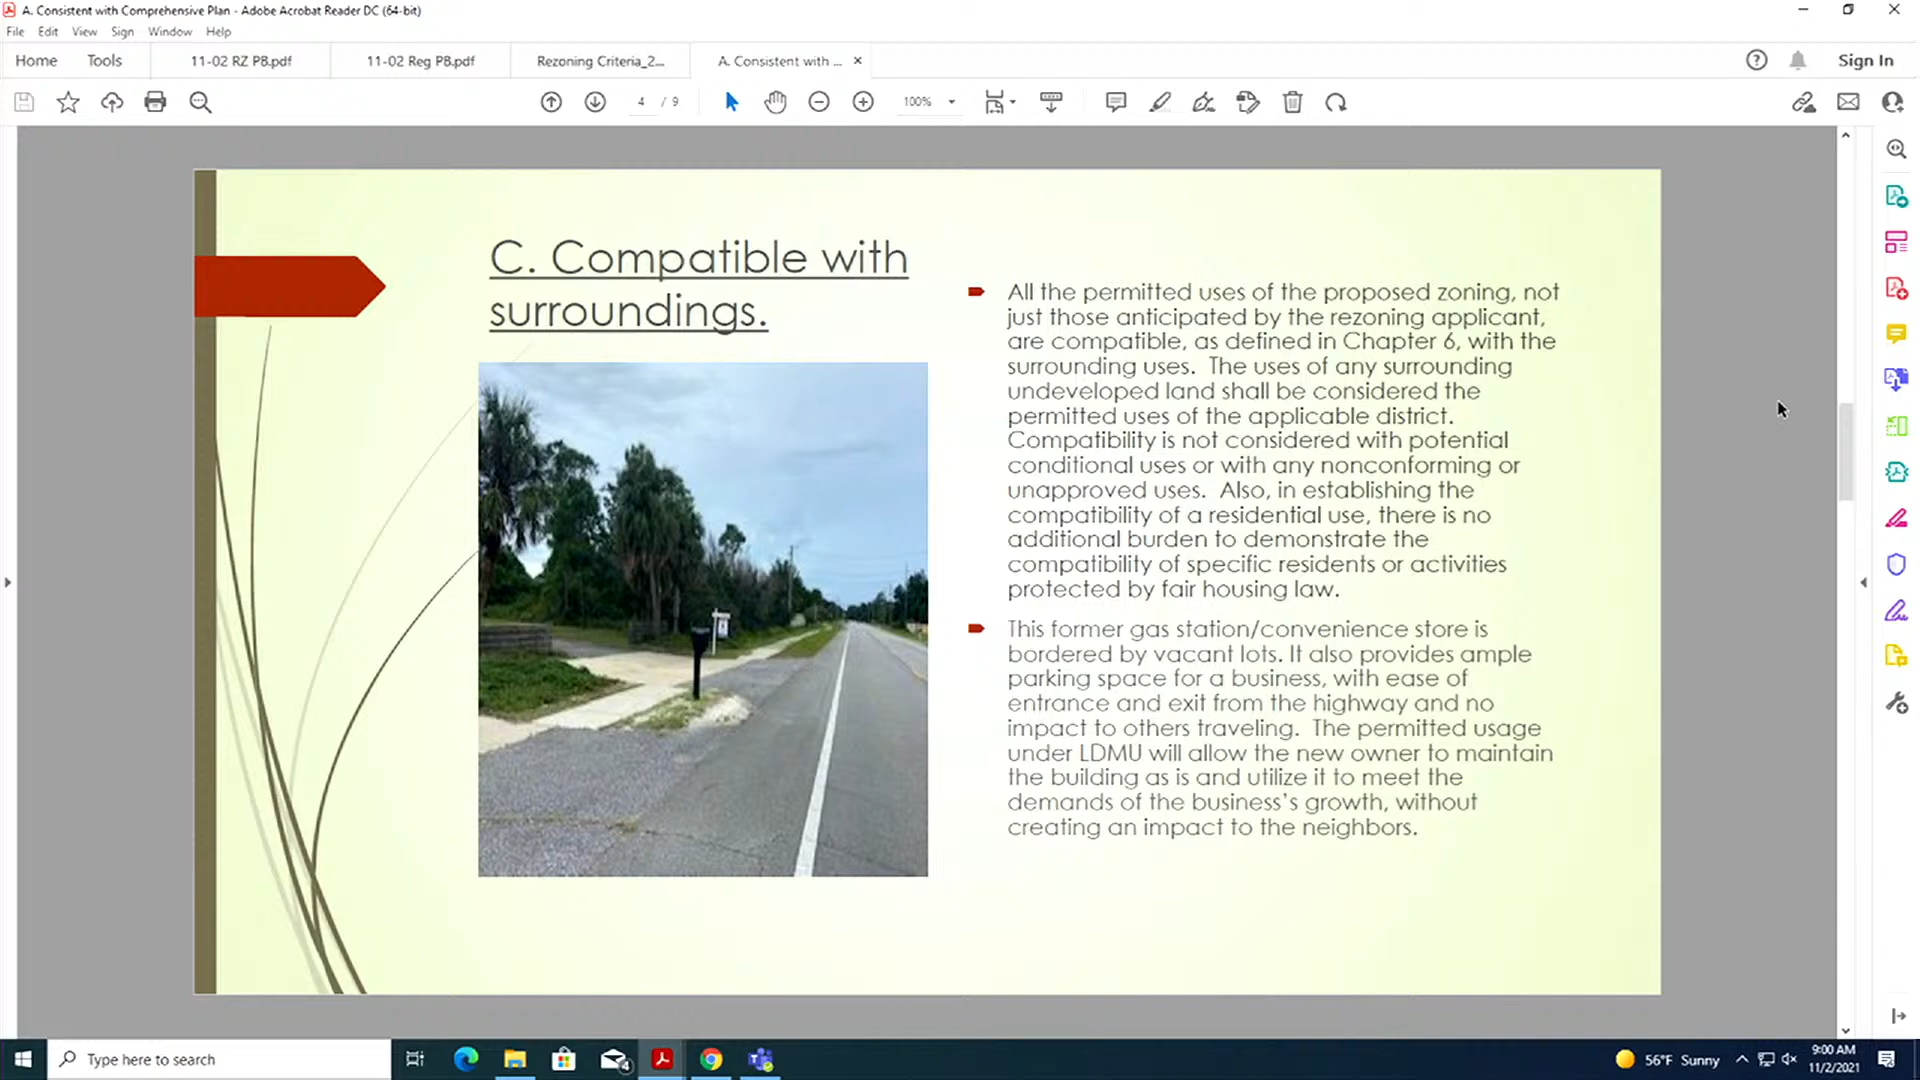 A. Consistent with Comprehensive Plan - Adobe Acrobat Reader DC (64-bit)
File Edit View Sign Window Help
Home Tools 11-02 RZ PB.pdf 11-02 Reg PB.pdf Rezoning Criteria_2... A. Consistent with ... × Sign In
4 / 9 100%
C. Compatible with
surroundings.
All the permitted uses of the proposed zoning, not
just those anticipated by the rezoning applicant,
are compatible, as defined in Chapter 6, with the
surrounding uses. The uses of any surrounding
undeveloped land shall be considered the
permitted uses of the applicable district.
Compatibility is not considered with potential
conditional uses or with any nonconforming or
unapproved uses. Also, in establishing the
compatibility of a residential use, there is no
additional burden to demonstrate the
compatibility of specific residents or activities
protected by fair housing law.
This former gas station/convenience store is
bordered by vacant lots. It also provides ample
parking space for a business, with ease of
entrance and exit from the highway and no
impact to others traveling. The permitted usage
under LDMU will allow the new owner to maintain
the building as is and utilize it to meet the
demands of the business's growth, without
creating an impact to the neighbors.
Type here to search
4
56°F Sunny
9:00 AM
11/2/2021